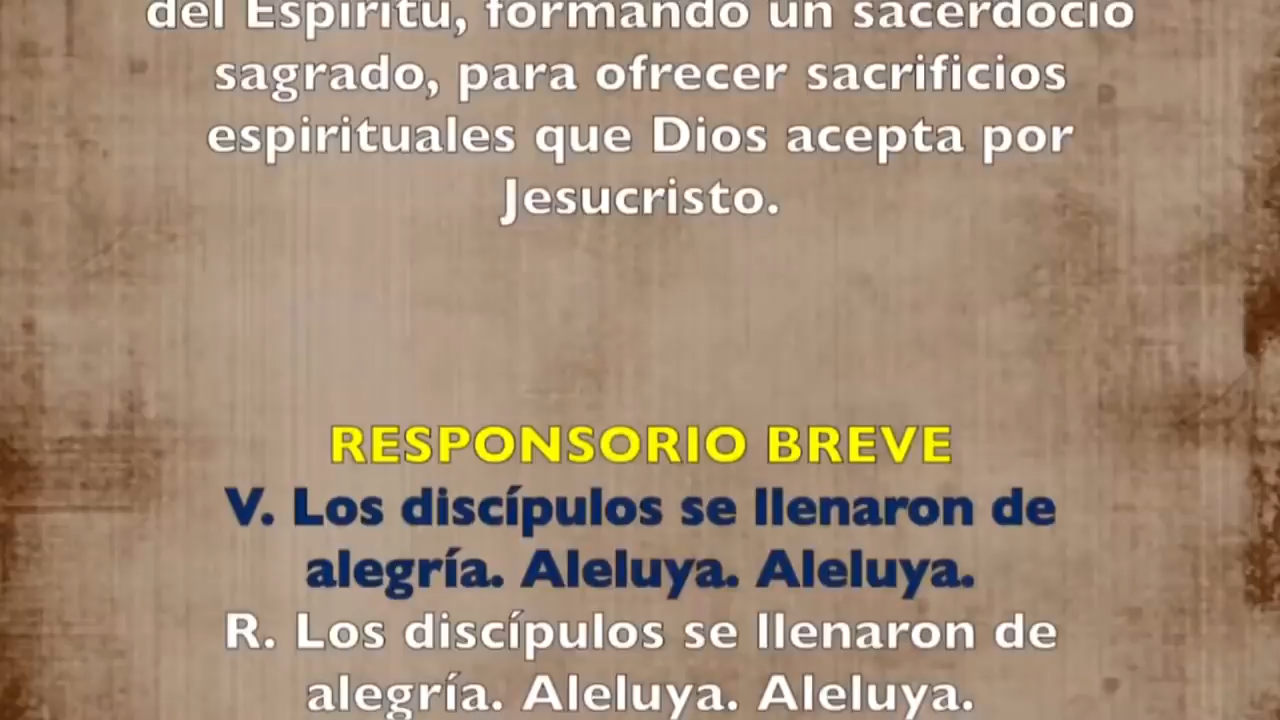 del Espíritu, formando un sacerdocio
sagrado, para ofrecer sacrificios
espirituales que Dios acepta por
Jesucristo.
RESPONSORIO BREVE
V. Los discípulos se llenaron de
alegría. Aleluya. Aleluya.
R. Los discípulos se llenaron de
alegría. Aleluya. Aleluya.